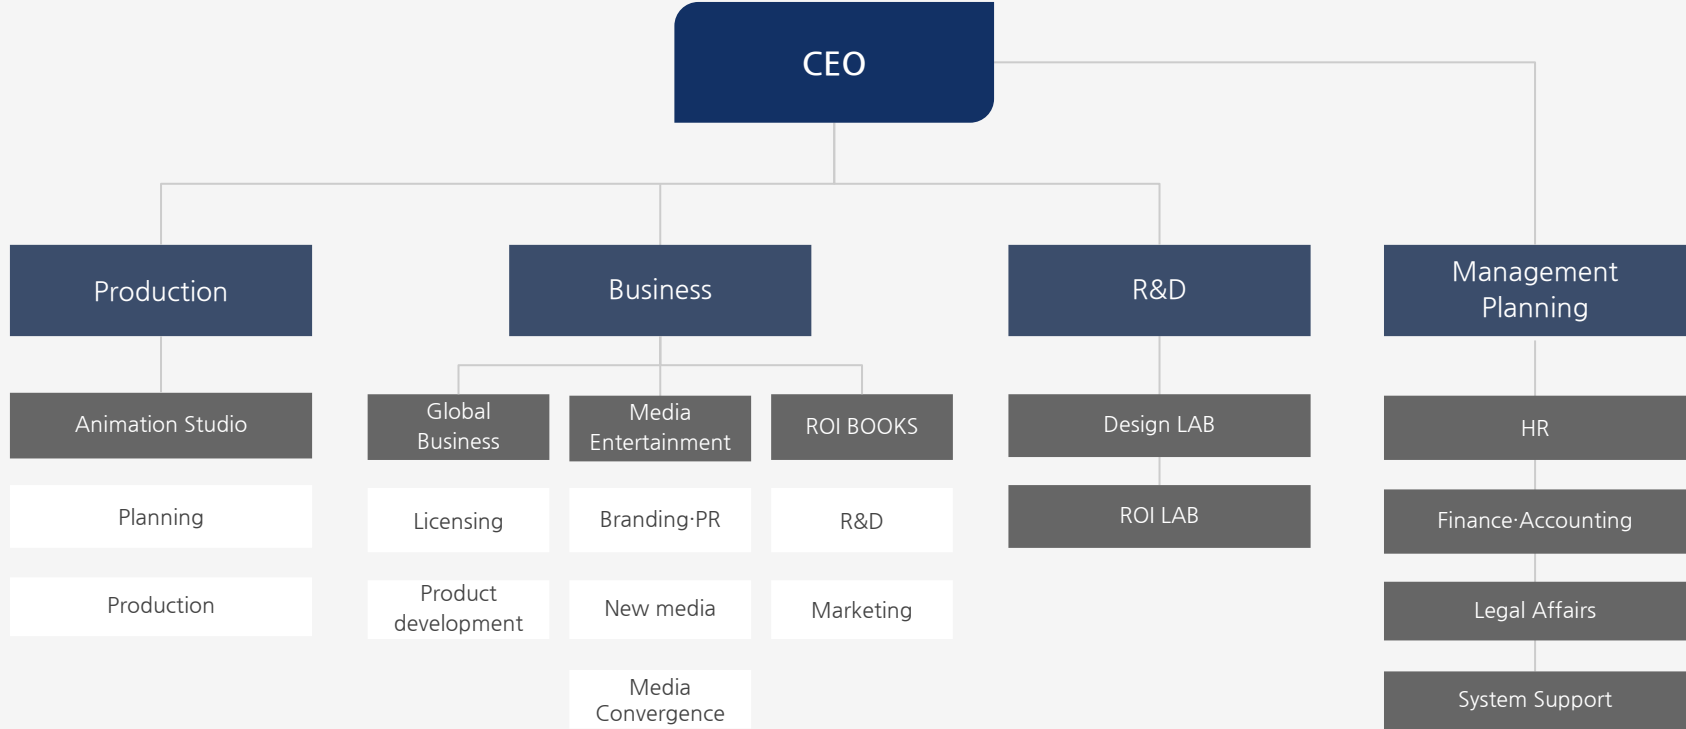 CEO
Production
Business
R&D
Management
Planning
Animation Studio
Global
Business
Media
Entertainment
ROI BOOKS
Design LAB
HR
Planning
Licensing
Branding·PR
R&D
ROI LAB
Finance·Accounting
Production
Product
development
New media
Marketing
Legal Affairs
Media
Convergence
System Support